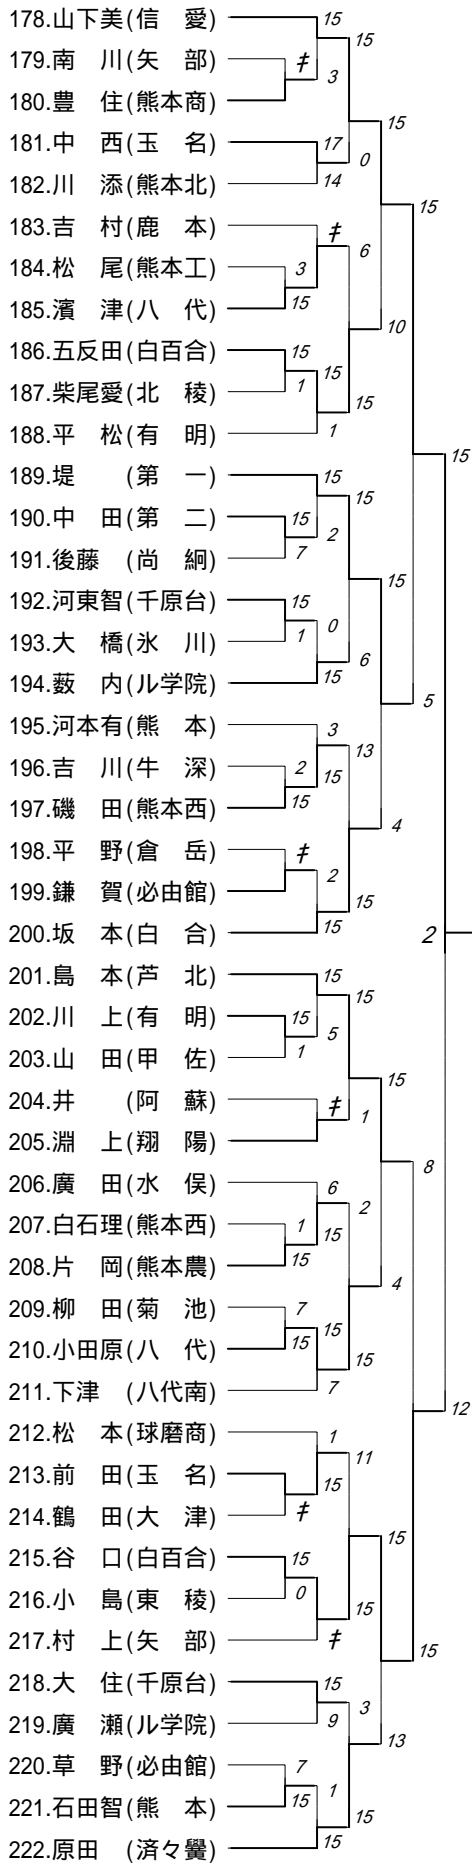 178.山下美(信　愛)　15
15
179.南　川(矢　部)　キ
3
180.豊　住(熊本商)
15
181.中　西(玉　名)　17
0
182.川　添(熊本北)　14
15
183.吉　村(鹿　本)　キ
6
184.松　尾(熊本工)　3
185.濱　津(八　代)　15
10
186.五反田(白百合)　15
15
187.柴尾愛(北　稜)　1
15
188.平　松(有　明)　1
15
189.堤　　(第　一)　15
15
190.中　田(第　二)　15
2
191.後藤　(尚　絅)　7
15
192.河東智(千原台)　15
0
193.大　橋(氷　川)　1
6
194.薮　内(ル学院)　15
5
195.河本有(熊　本)　3
13
196.吉　川(牛　深)　2
15
197.磯　田(熊本西)　15
4
198.平　野(倉　岳)　キ
2
199.鎌　賀(必由館)
15
200.坂　本(白　合)　15
2
201.島　本(芦　北)　15
15
202.川　上(有　明)　15
5
203.山　田(甲　佐)　1
15
204.井　　(阿　蘇)　キ
1
205.淵　上(翔　陽)
8
206.廣　田(水　俣)　6
2
207.白石理(熊本西)　1
15
208.片　岡(熊本農)　15
4
209.柳　田(菊　池)　7
15
210.小田原(八　代)　15
15
211.下津　(八代南)　7
12
212.松　本(球磨商)　1
11
213.前　田(玉　名)
15
214.鶴　田(大　津)　キ
15
215.谷　口(白百合)　15
216.小　島(東　稜)　0
15
217.村　上(矢　部)　キ
15
218.大　住(千原台)　15
3
219.廣　瀬(ル学院)　9
13
220.草　野(必由館)　7
1
221.石田智(熊　本)　15
15
222.原田　(済々黌)　15